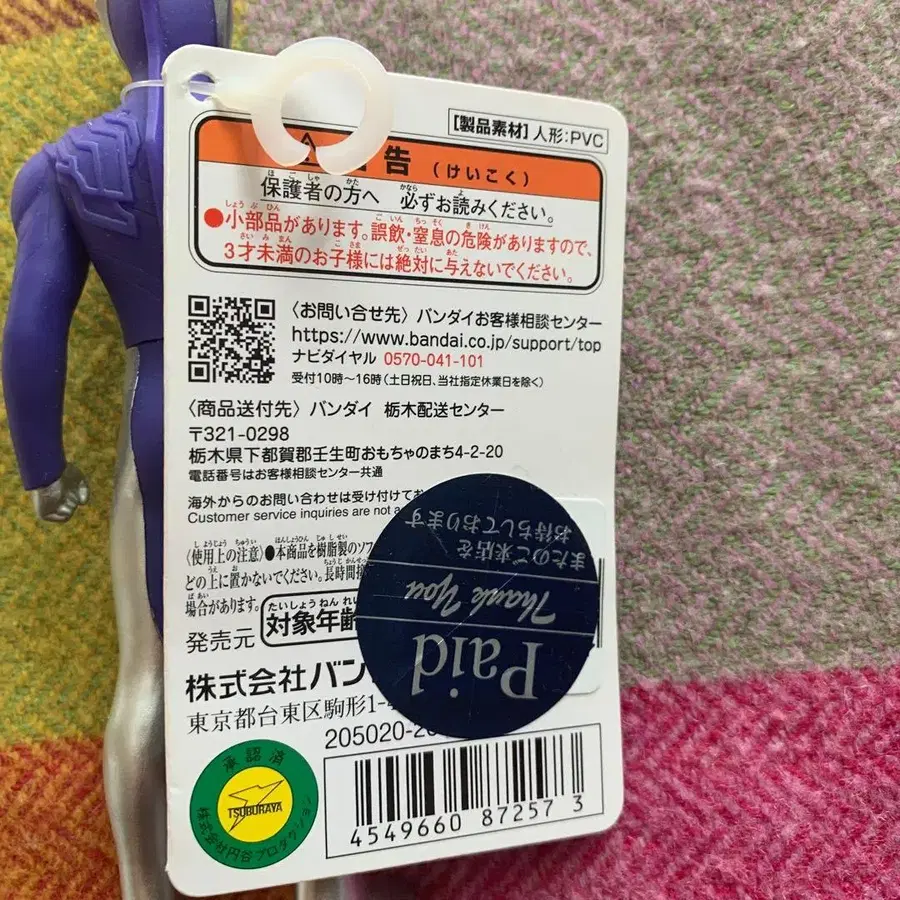 [製品素材] 人形:PVC
告 (けいこく)
保護者の方へ 必ずお読みください。
●小部品があります。誤飲・窒息の危険がありますので、
3才未満のお子様には絶対に与えないでください。
〈お問い合せ先〉バンダイお客様相談センター
https://www.bandai.co.jp/support/top
ナビダイヤル 0570-041-101
受付10時~16時(土日祝日、当社指定休業日を除く)
〈商品送付先〉バンダイ 栃木配送センター
〒321-0298
栃木県下都賀郡壬生町おもちゃのまち4-2-20
電話番号はお客様相談センター共通
海外からのお問い合わせは受け付けてお
Customer service inquiries are not
〈使用上の注意〉●本商品を樹脂製のソフ
どの上に置かないでください。長時間接
場合があります。
対象年齢
発売元
株式会社バン
東京都台東区駒形1-
205020-2
4549660 872573
承認済
TSUBURAYA
株式会社円谷プロダクション
Paid
Thank You
またのご来店を
お待ちしております